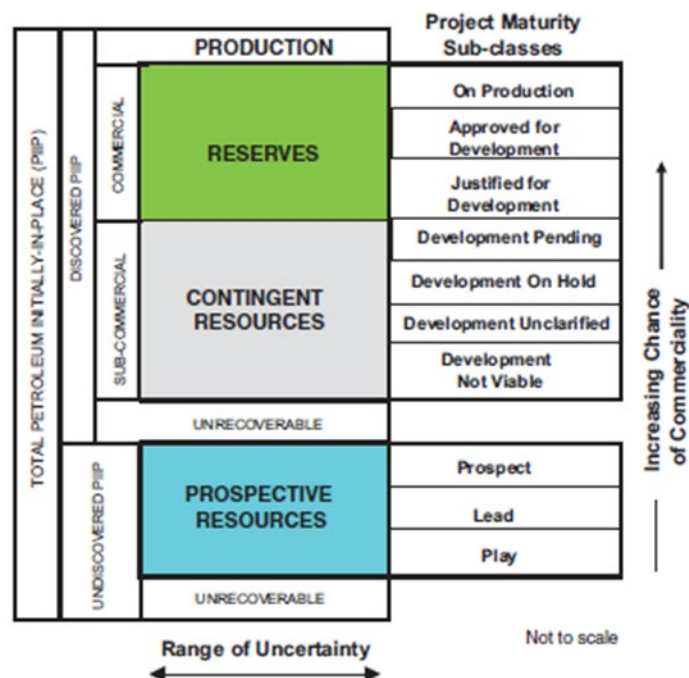 Project Maturity
Sub-classes
PRODUCTION
On Production
Approved for
Development
Justified for
Development
RESERVES
COMMERCIAL
Development Pending
Development On Hold
Development Unclarified
Development
Not Viable
CONTINGENT
RESOURCES
SUB-COMMERCIAL
UNRECOVERABLE
DISCOVERED PIIP
TOTAL PETROLEUM INITIALLY-IN-PLACE (PIIP)
Prospect
Lead
Play
PROSPECTIVE
RESOURCES
UNDISCOVERED PIIP
UNRECOVERABLE
Increasing Chance
of Commerciality
Range of Uncertainty
Not to scale